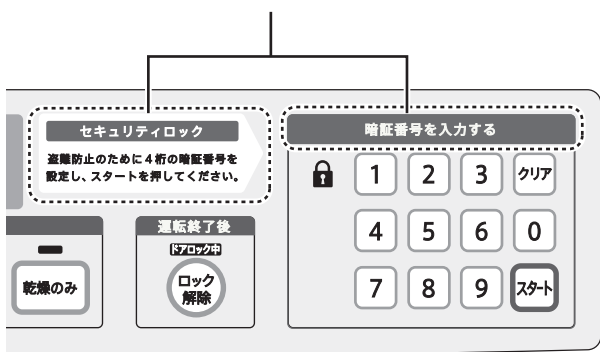 セキュリティロック
盗難防止のために4桁の暗証番号を
設定し、スタートを押してください。
暗証番号を入力する
1 2 3 クリア
4 5 6 0
7 8 9 スタート
乾燥のみ
運転終了後
ドアロック中
ロック
解除